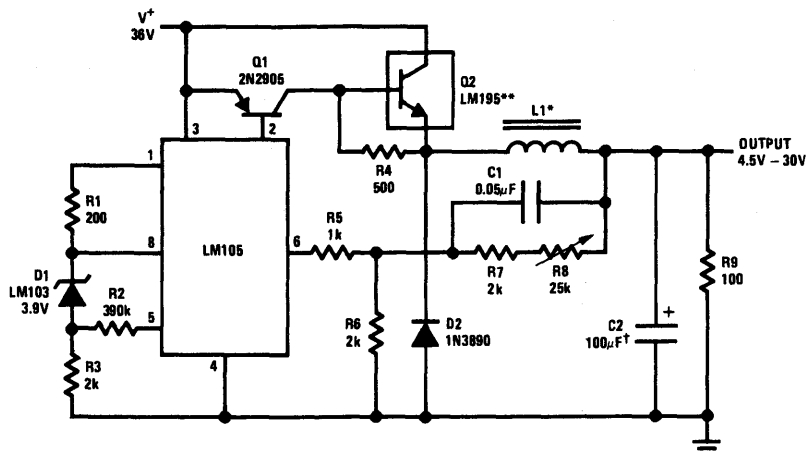 V+
36V
Q1
2N2905
Q2
LM195**
L1*
OUTPUT
4.5V – 30V
3
2
1
R4
500
C1
0.05µF
R1
200
8
LM105
6
R5
1k
R7
2k
R8
25k
R9
100
D1
LM103
3.9V
R2
390k
5
R6
2k
D2
1N3890
+
C2
100µF†
R3
2k
4